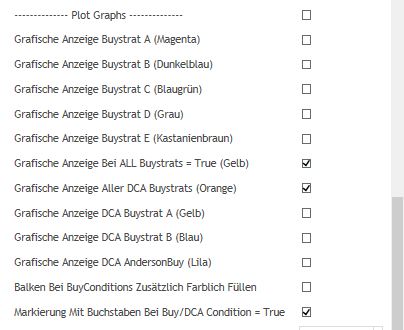 -------------- Plot Graphs --------------
Grafische Anzeige Buystrat A (Magenta)
Grafische Anzeige Buystrat B (Dunkelblau)
Grafische Anzeige Buystrat C (Blaugrün)
Grafische Anzeige Buystrat D (Grau)
Grafische Anzeige Buystrat E (Kastanienbraun)
Grafische Anzeige Bei ALL Buystrats = True (Gelb)
Grafische Anzeige Aller DCA Buystrats (Orange)
Grafische Anzeige DCA Buystrat A (Gelb)
Grafische Anzeige DCA Buystrat B (Blau)
Grafische Anzeige DCA AndersonBuy (Lila)
Balken Bei BuyConditions Zusätzlich Farblich Füllen
Markierung Mit Buchstaben Bei Buy/DCA Condition = True